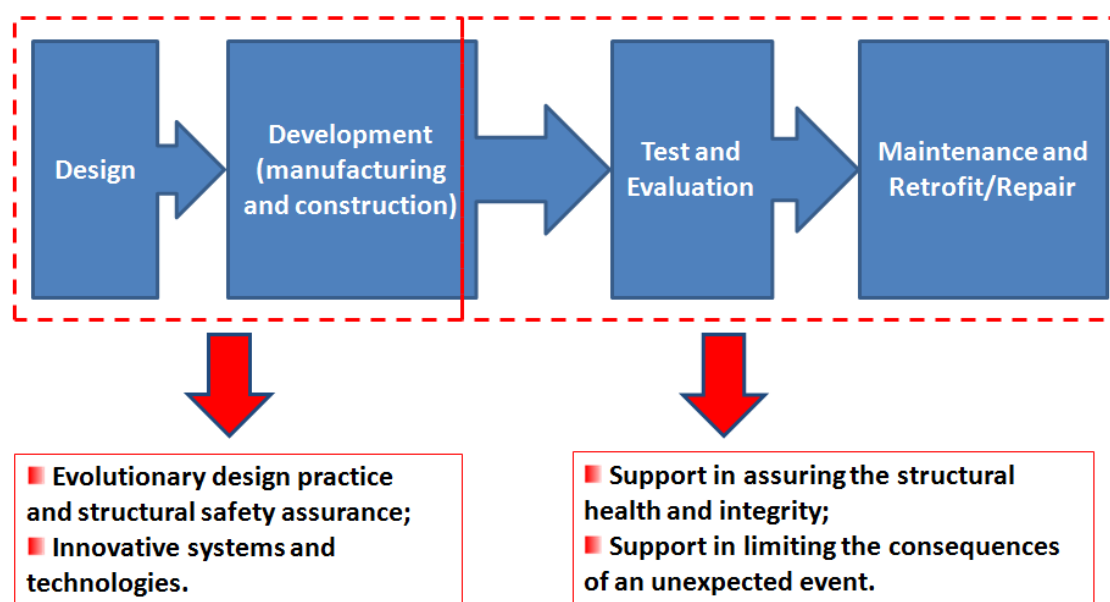 Design
Development
(manufacturing
and construction)
Test and
Evaluation
Maintenance and
Retrofit/Repair
Evolutionary design practice
and structural safety assurance;
Innovative systems and
technologies.
Support in assuring the structural
health and integrity;
Support in limiting the consequences
of an unexpected event.